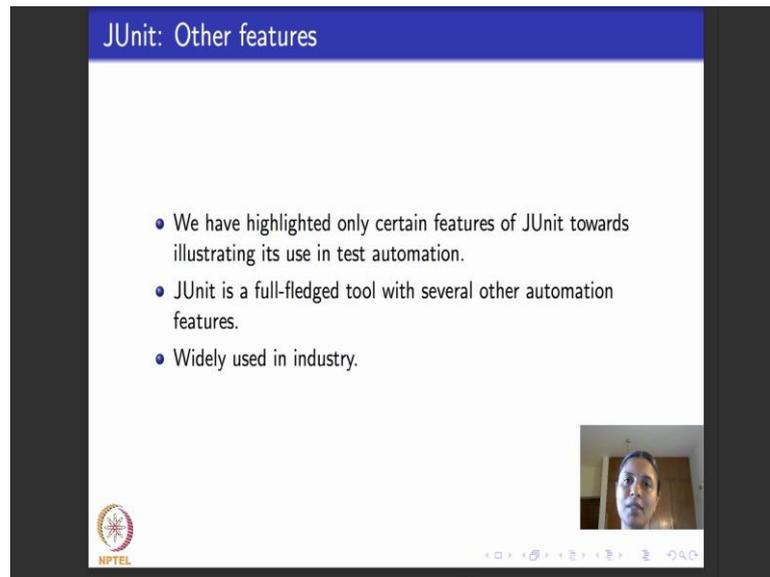 JUnit: Other features
We have highlighted only certain features of JUnit towards
illustrating its use in test automation.
JUnit is a full-fledged tool with several other automation
features.
Widely used in industry.
NPTEL